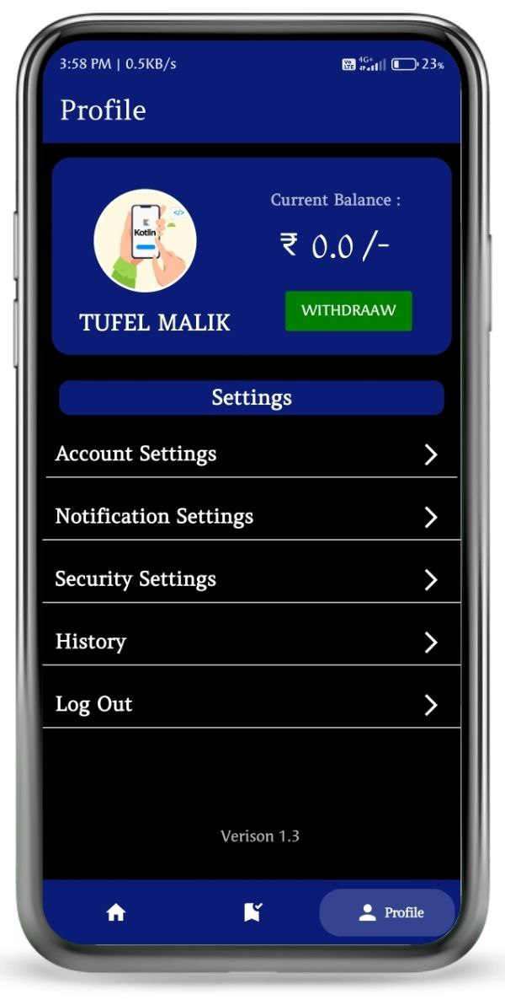 3:58 PM | 0.5KB/s Vo LTE 4G+ 23%
Profile
Kotlin
</>
TUFEL MALIK
Current Balance :
₹ 0.0 /-
WITHDRAAW
Settings
Account Settings
Notification Settings
Security Settings
History
Log Out
Verison 1.3
Profile